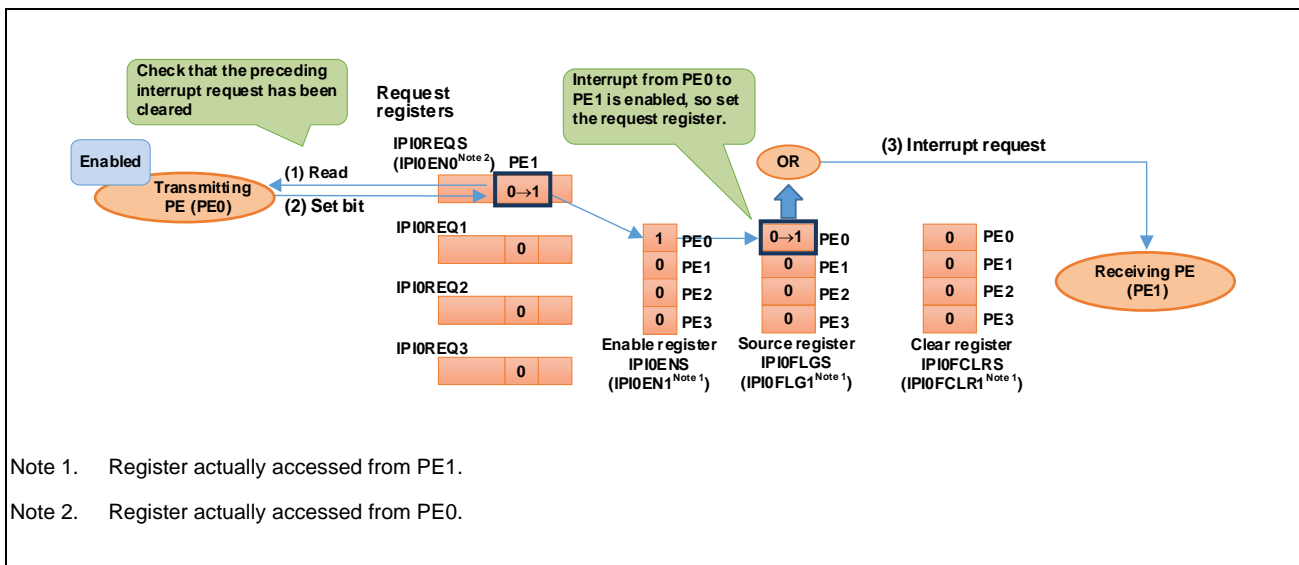 Check that the preceding
interrupt request has been
cleared
Request
registers
Interrupt from PE0 to
PE1 is enabled, so set
the request register.
Enabled
Transmitting
PE (PE0)
(1) Read
(2) Set bit
IPI0REQS
(IPI0EN0Note 2)
PE1
0→1
IPI0REQ1
0
IPI0REQ2
0
IPI0REQ3
0
1 PE0
0 PE1
0 PE2
0 PE3
Enable register
IPI0ENS
(IPI0EN1Note 1)
0→1 PE0
0 PE1
0 PE2
0 PE3
Source register
IPI0FLGS
(IPI0FLG1Note 1)
OR
(3) Interrupt request
0 PE0
0 PE1
0 PE2
0 PE3
Clear register
IPI0FCLRS
(IPI0FCLR1Note 1)
Receiving PE
(PE1)
Note 1. Register actually accessed from PE1.
Note 2. Register actually accessed from PE0.